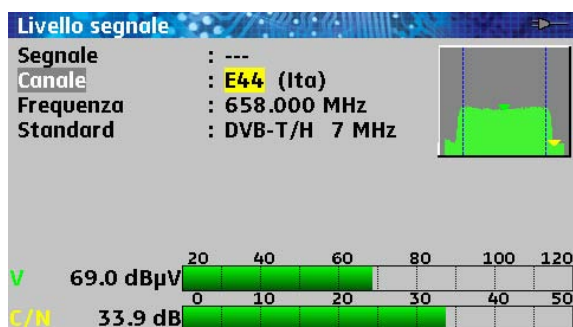 Livello segnale
Segnale : ---
Canale : E44 (Ita)
Frequenza : 658.000 MHz
Standard : DVB-T/H 7 MHz
20 40 60 80 100 120
V 69.0 dBµV
0 10 20 30 40 50
C/N 33.9 dB